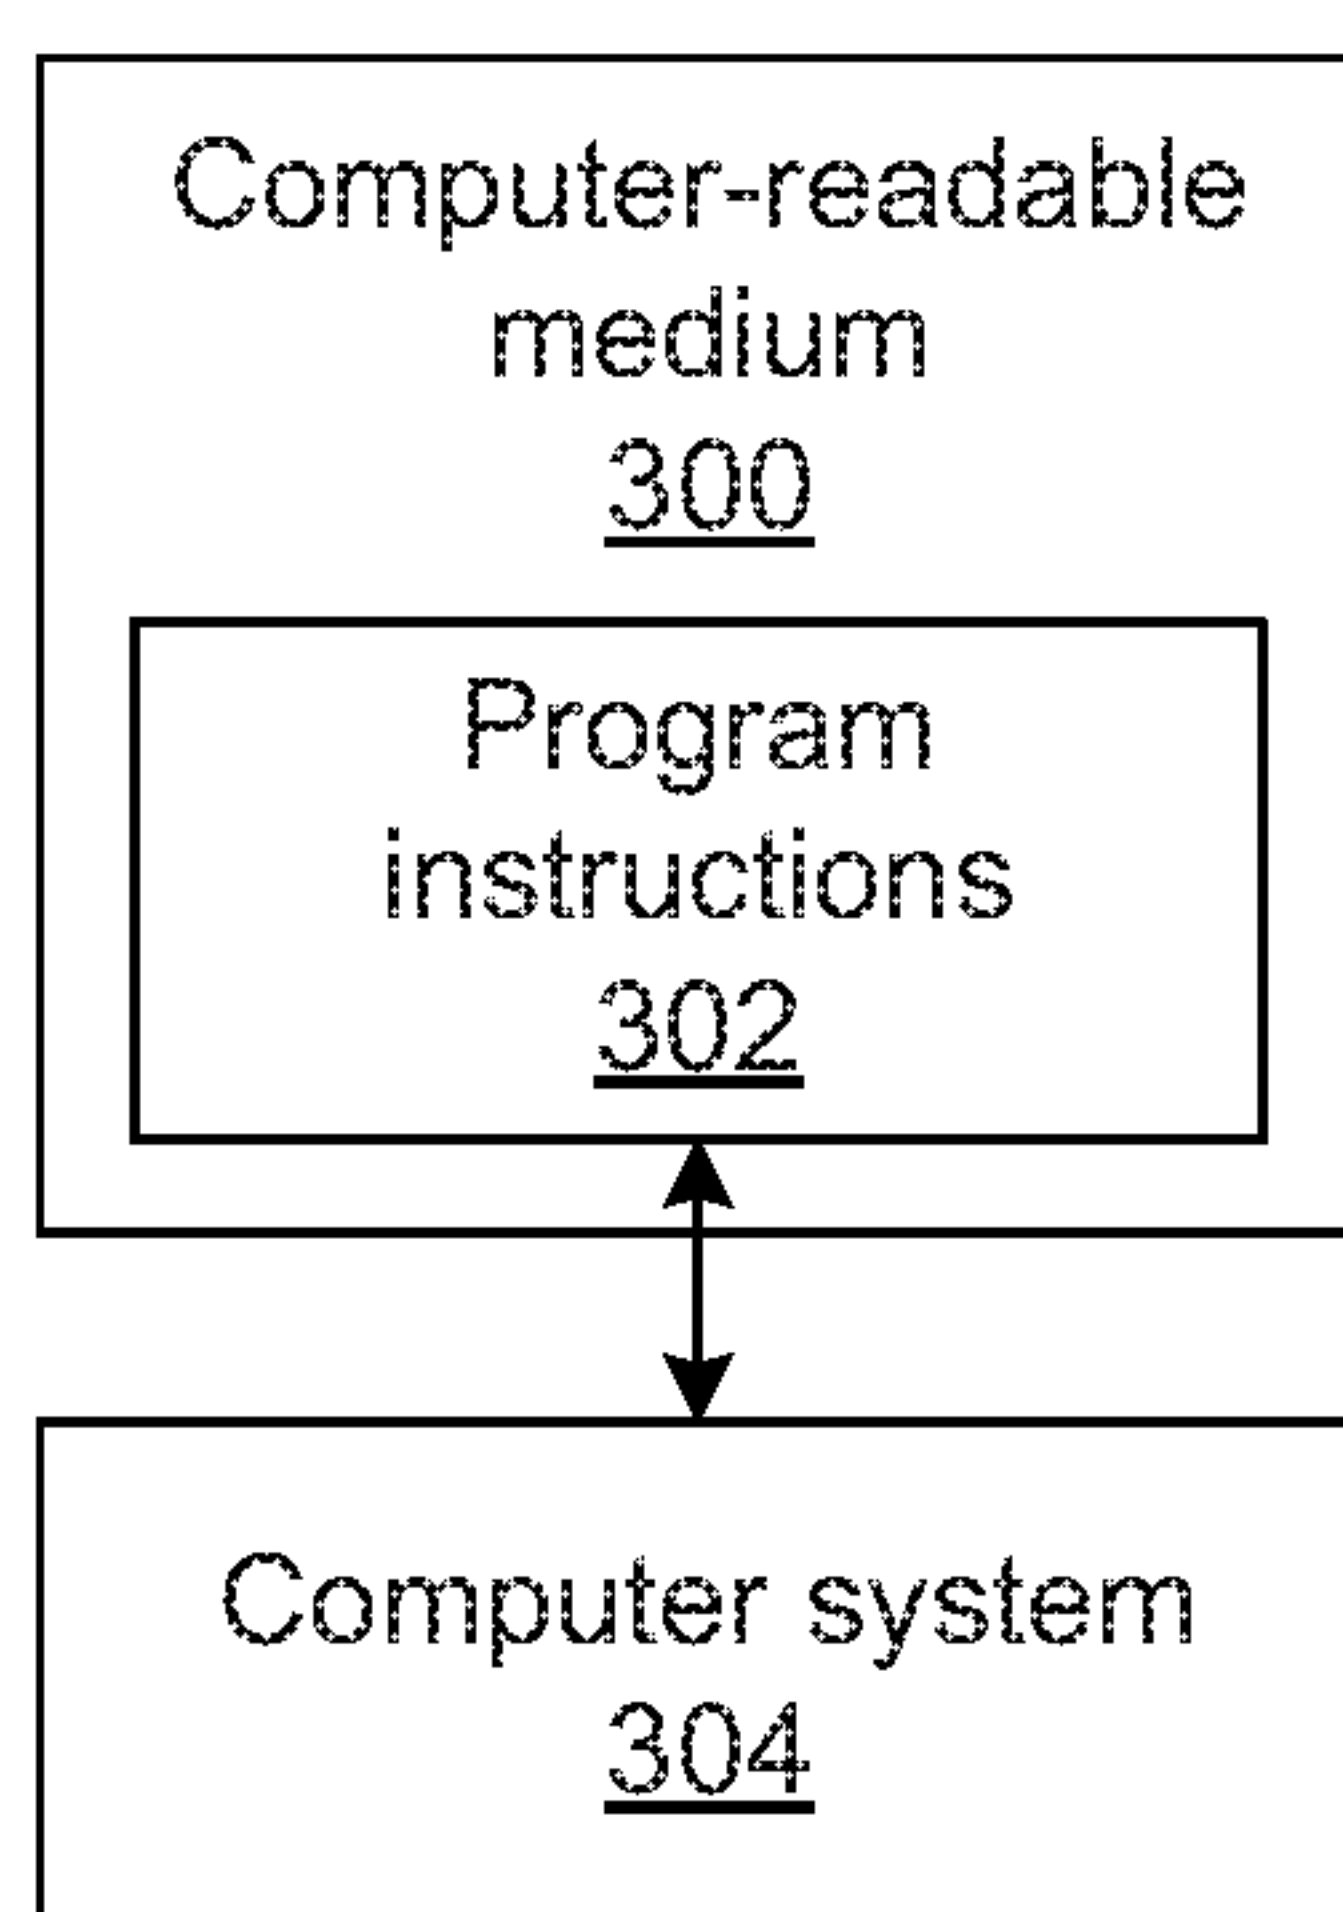 Computer-readable
medium
300
Program
instructions
302
Computer system
304